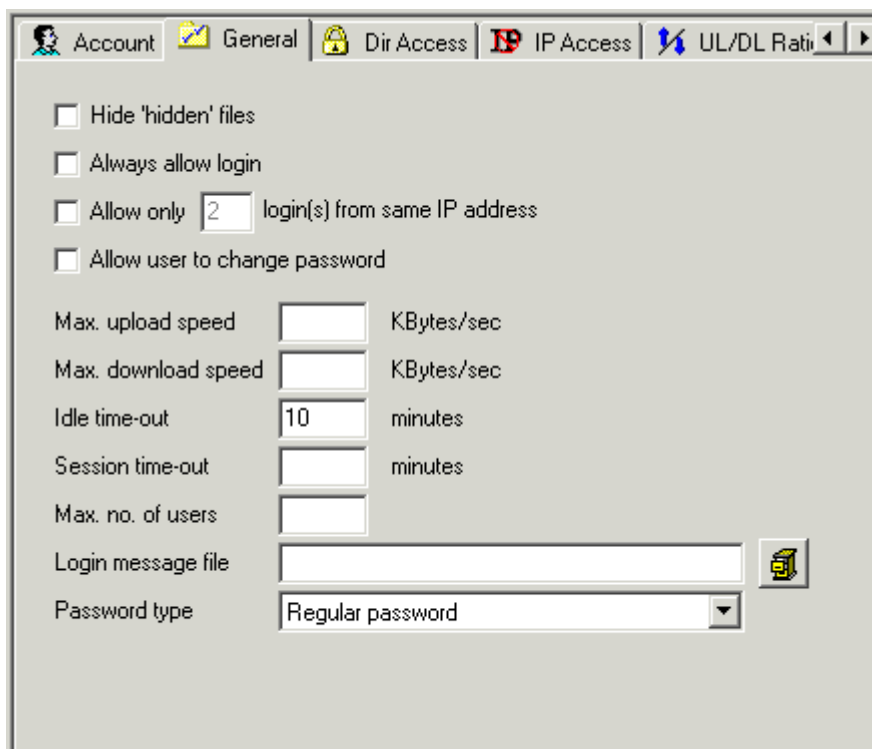 Account General Dir Access IP Access UL/DL Rati
Hide 'hidden' files
Always allow login
Allow only 2 login(s) from same IP address
Allow user to change password
Max. upload speed KBytes/sec
Max. download speed KBytes/sec
Idle time-out 10 minutes
Session time-out minutes
Max. no. of users
Login message file
Password type Regular password